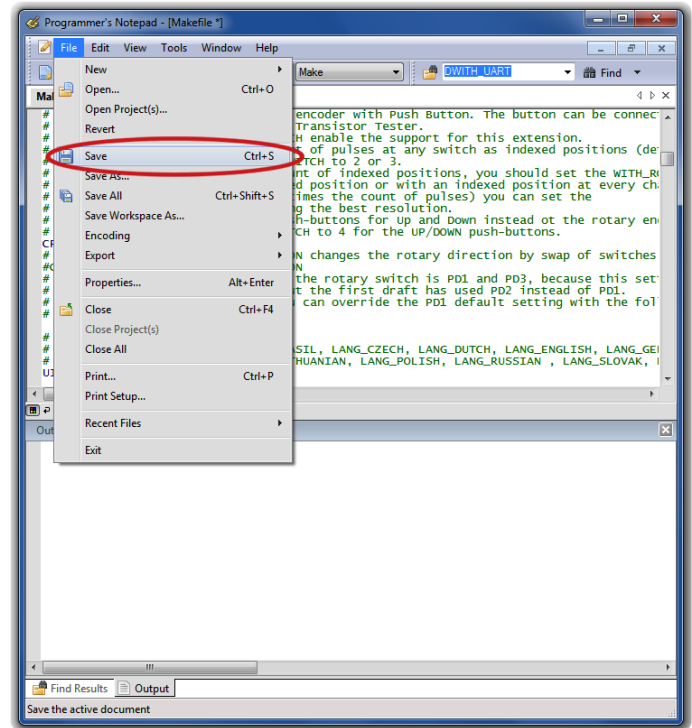 Programmer's Notepad - [Makefile *]
File Edit View Tools Window Help
Make DWITH_UART Find
New
Open... Ctrl+O
Open Project(s)...
Revert
Save Ctrl+S
Save As...
Save All Ctrl+Shift+S
Save Workspace As...
Encoding
Export
Properties... Alt+Enter
Close Ctrl+F4
Close Project(s)
Close All
Print... Ctrl+P
Print Setup...
Recent Files
Exit
encoder with Push Button. The button can be connec
Transistor Tester.
H enable the support for this extension.
t of pulses at any switch as indexed positions (de
ITCH to 2 or 3.
nt of indexed positions, you should set the WITH_R
d position or with an indexed position at every ch
times the count of pulses) you can set the
g the best resolution.
h-buttons for Up and Down instead ot the rotary en
CH to 4 for the UP/DOWN push-buttons.
N changes the rotary direction by swap of switches
N
the rotary switch is PD1 and PD3, because this set
t the first draft has used PD2 instead of PD1.
can override the PD1 default setting with the fol
ASIL, LANG_CZECH, LANG_DUTCH, LANG_ENGLISH, LANG_GE
HUANIAN, LANG_POLISH, LANG_RUSSIAN , LANG_SLOVAK,
UI
Find Results Output
Save the active document